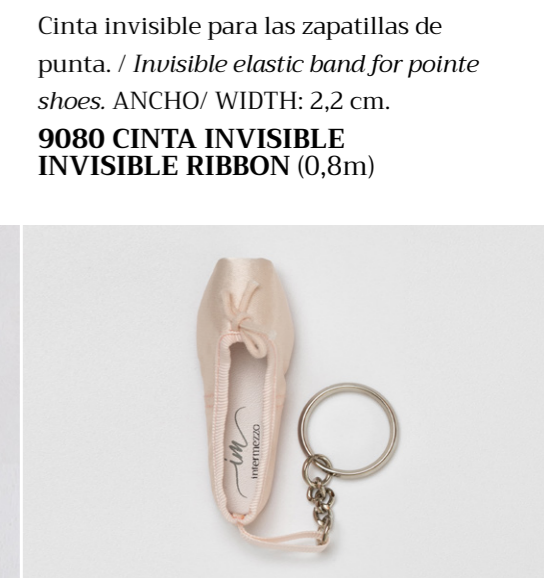 Cinta invisible para las zapatillas de
punta. / Invisible elastic band for pointe
shoes. ANCHO/ WIDTH: 2,2 cm.
9080 CINTA INVISIBLE
INVISIBLE RIBBON (0,8m)
im
intermezzo